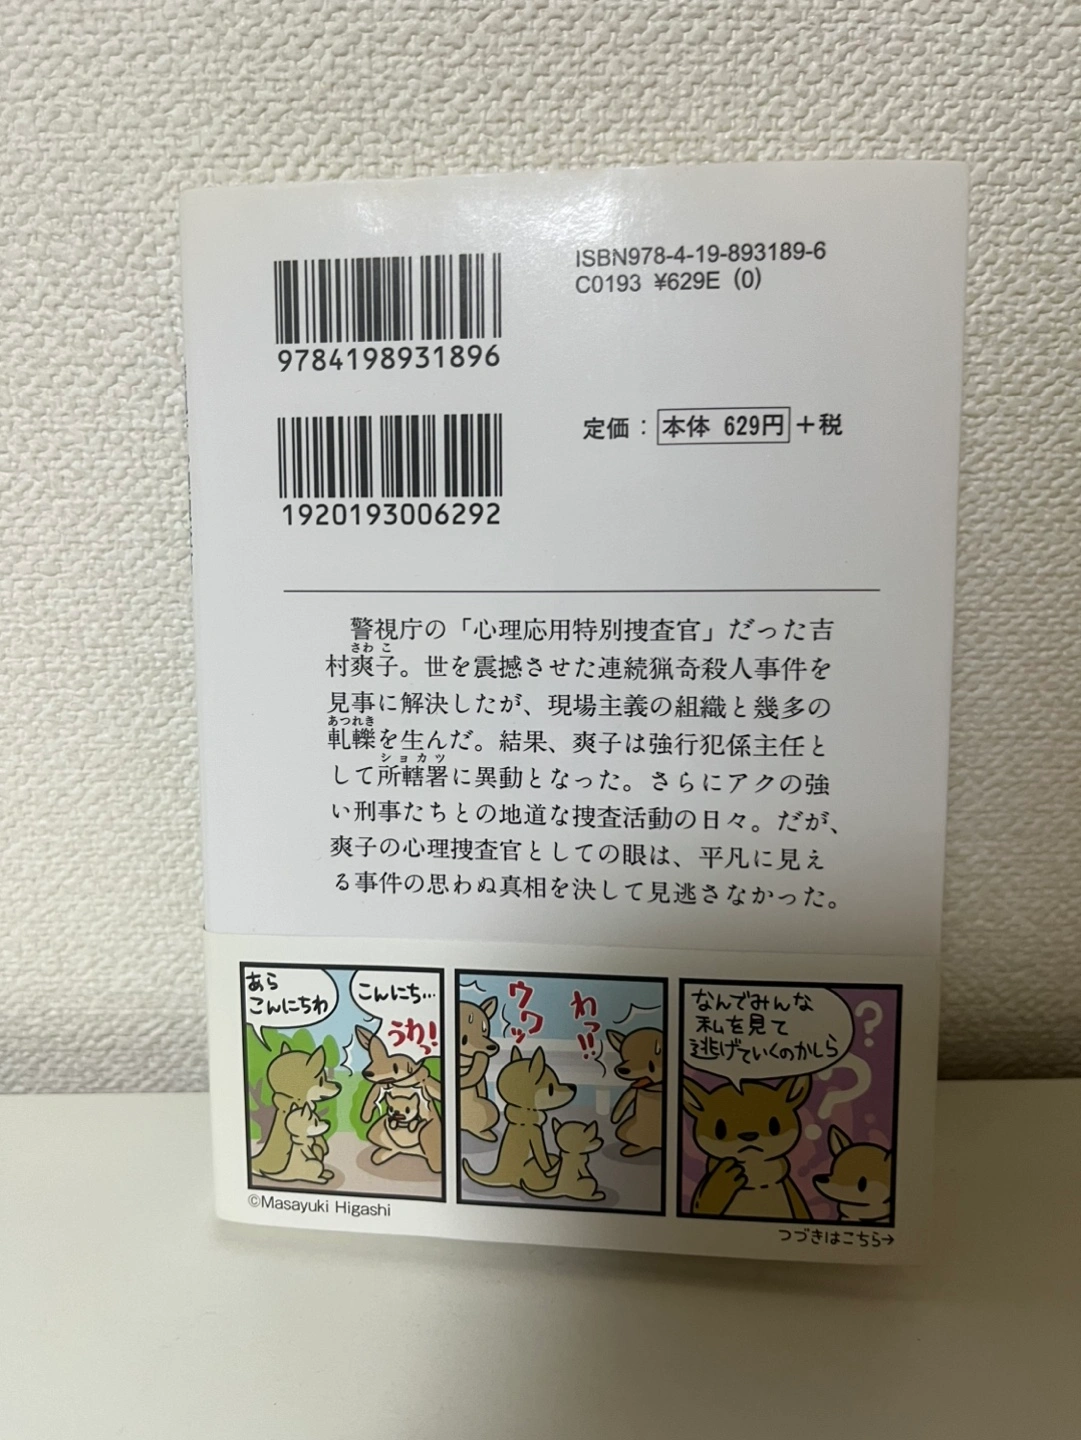 ISBN978-4-19-893189-6
C0193 ¥629E (0)
9784198931896
定価：本体 629円+税
1920193006292
警視庁の「心理応用特別捜査官」だった吉
さわ こ
村爽子。世を震撼させた連続猟奇殺人事件を
見事に解決したが、現場主義の組織と幾多の
あつれき
軋轢を生んだ。結果、爽子は強行犯係主任と
ショカツ
して所轄署に異動となった。さらにアクの強
い刑事たちとの地道な捜査活動の日々。だが、
爽子の心理捜査官としての眼は、平凡に見え
る事件の思わぬ真相を決して見逃さなかった。
あら
こんにちわ
こんにち…
うわっ!
ウワッ
わっ!!
なんでみんな
私を見て
逃げていくのかしら
?
?
©Masayuki Higashi
つづきはこちら→